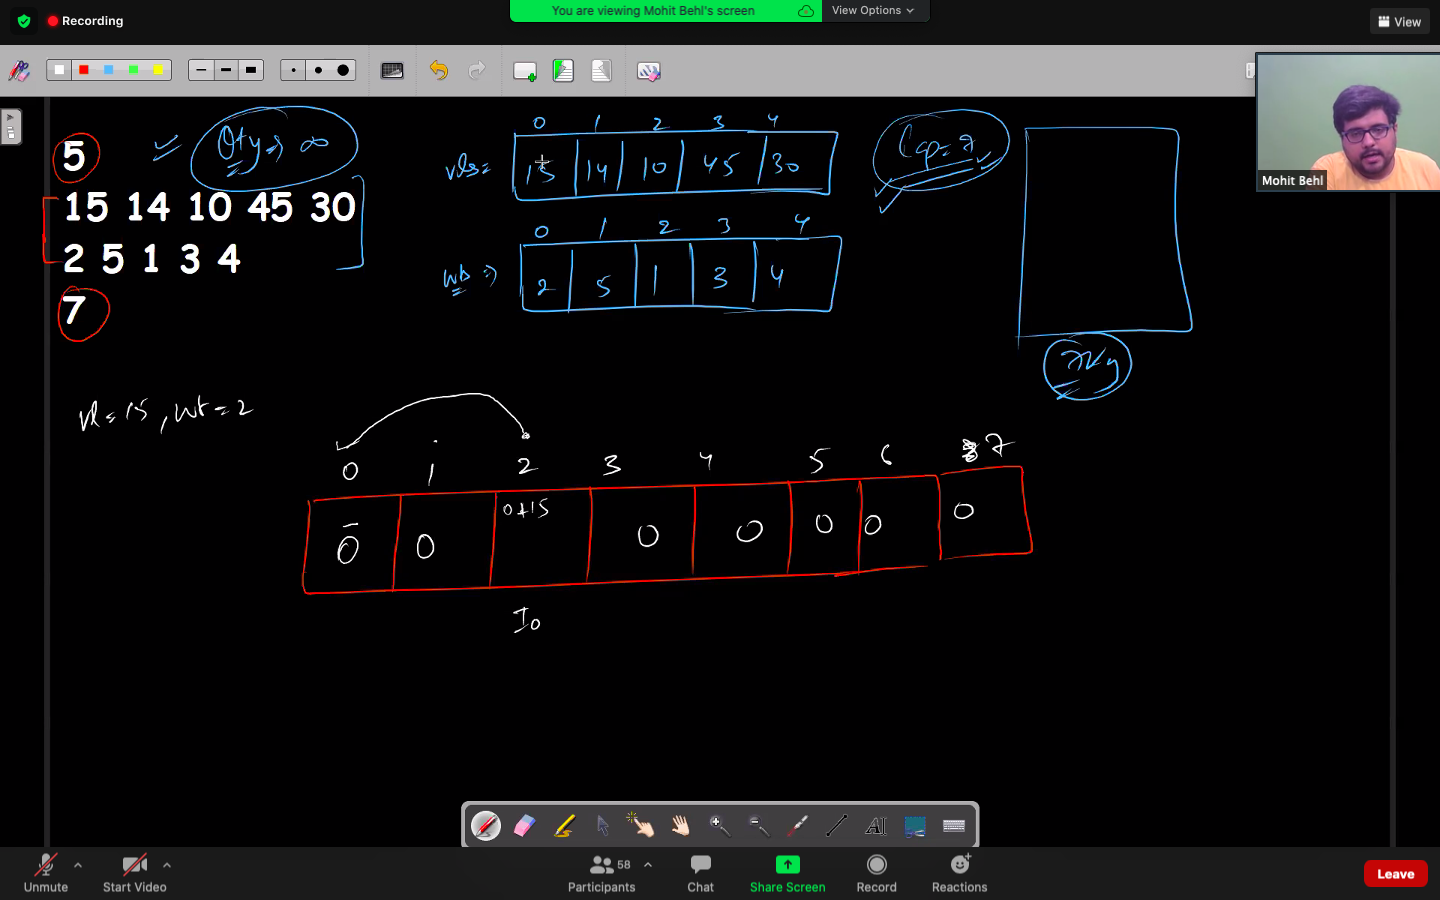 Recording
You are viewing Mohit Behl's screen
View Options
View
Mohit Behl
5
15 14 10 45 30
2 5 1 3 4
7
Qty => ∞
0 1 2 3 4
vls =
15 14 10 45 30
Cap = 7
0 1 2 3 4
wts =>
2 5 1 3 4
7Kg
vl = 15, wt = 2
0 1 2 3 4 5 6 7
0 0 0+15 0 0 0 0 0
I0
AI
Unmute
Start Video
58
Participants
Chat
Share Screen
Record
Reactions
Leave